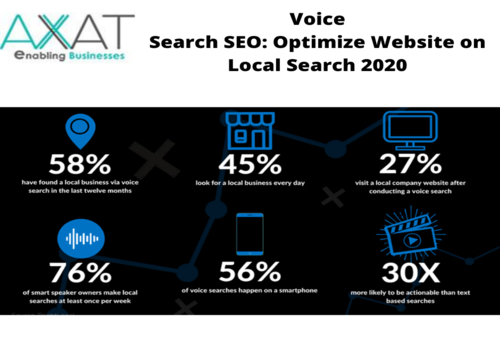 AXAT
enabling Businesses
Voice
Search SEO: Optimize Website on
Local Search 2020
58%
have found a local business via voice
search in the last twelve months
45%
look for a local business every day
27%
visit a local company website after
conducting a voice search
76%
of smart speaker owners make local
searches at least once per week
56%
of voice searches happen on a smartphone
30X
more likely to be actionable than text
based searches